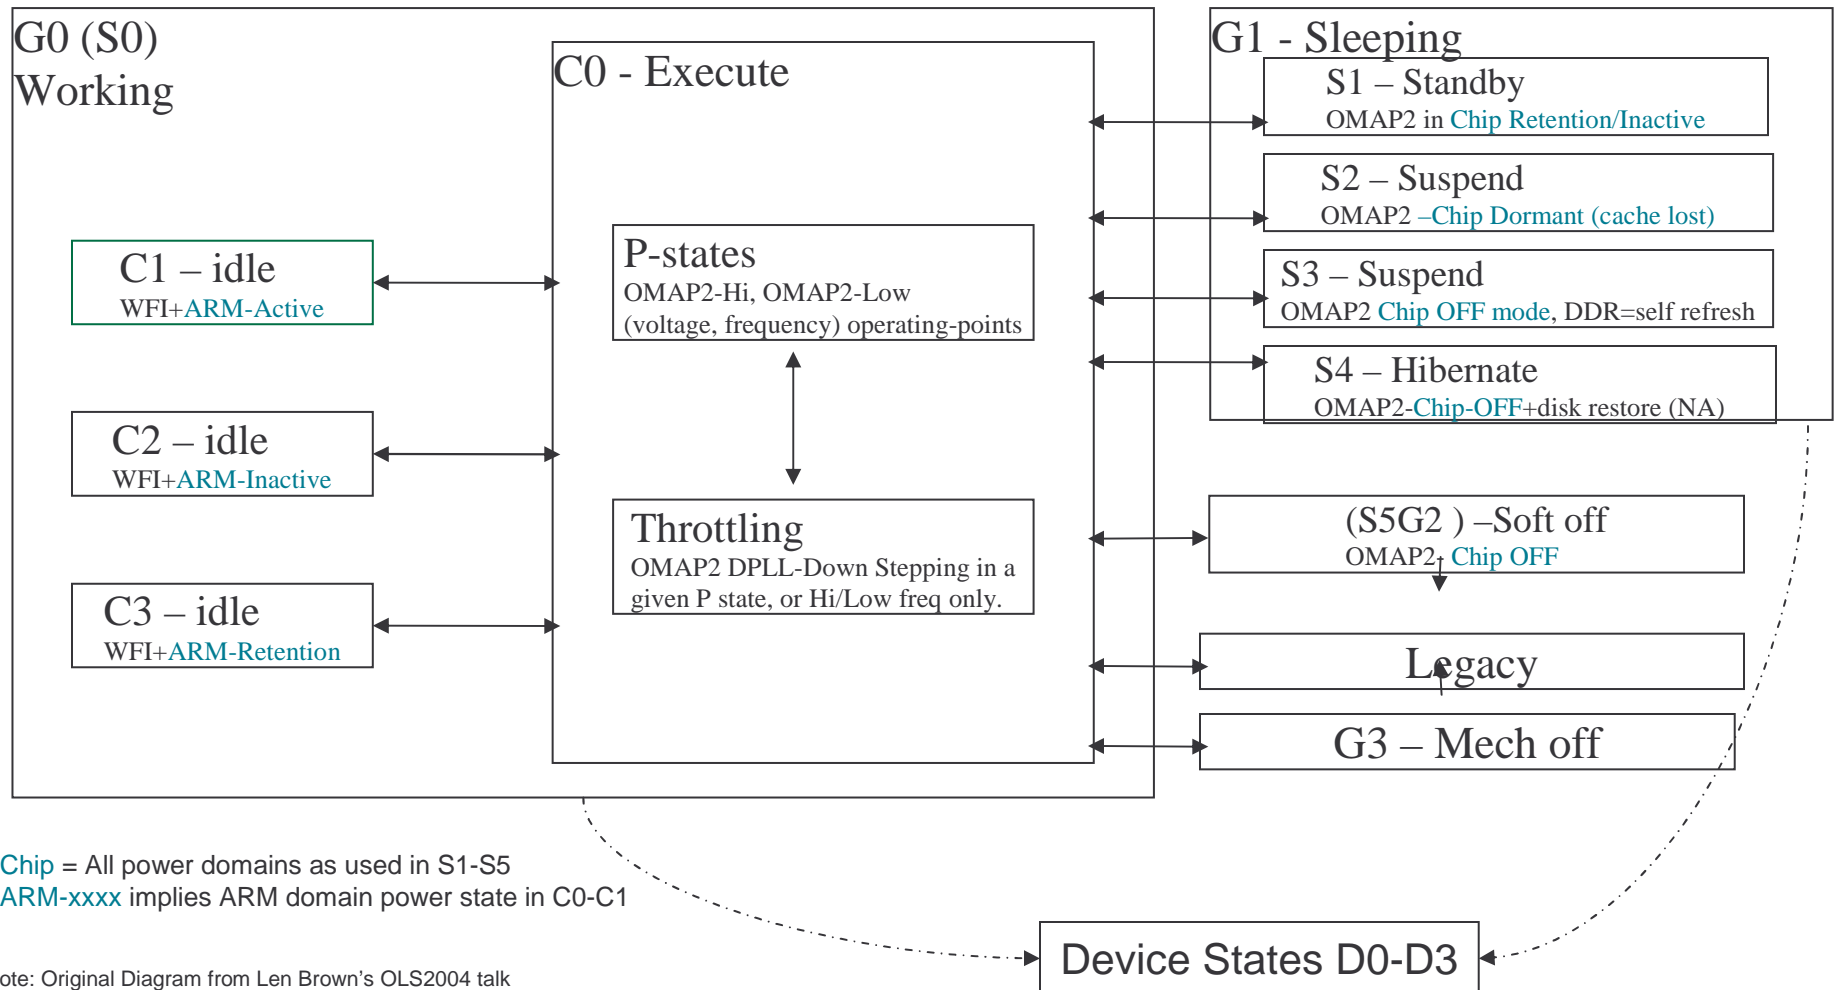 G0 (S0)
Working
C0 - Execute
C1 – idle
WFI+ARM-Active
C2 – idle
WFI+ARM-Inactive
C3 – idle
WFI+ARM-Retention
P-states
OMAP2-Hi, OMAP2-Low
(voltage, frequency) operating-points
Throttling
OMAP2 DPLL-Down Stepping in a
given P state, or Hi/Low freq only.
G1 - Sleeping
S1 – Standby
OMAP2 in Chip Retention/Inactive
S2 – Suspend
OMAP2 –Chip Dormant (cache lost)
S3 – Suspend
OMAP2 Chip OFF mode, DDR=self refresh
S4 – Hibernate
OMAP2-Chip-OFF+disk restore (NA)
(S5G2 ) –Soft off
OMAP2- Chip OFF
Legacy
G3 – Mech off
Chip = All power domains as used in S1-S5
ARM-xxxx implies ARM domain power state in C0-C1
Device States D0-D3
ote: Original Diagram from Len Brown's OLS2004 talk